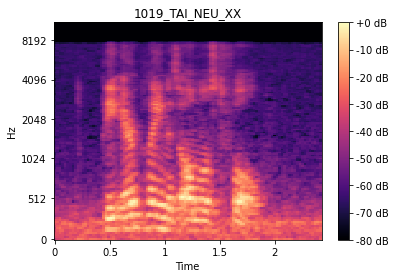 1019_TAI_NEU_XX
+0 dB
8192
-10 dB
4096
-20 dB
-30 dB
2048
Hz
-40 dB
1024
-50 dB
512
-60 dB
-70 dB
0
-80 dB
0 0.5 1 1.5 2
Time